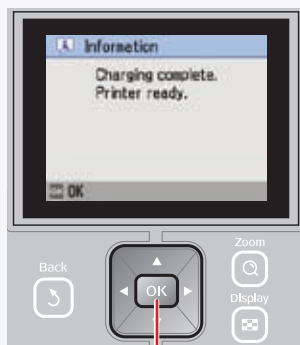 Information
Charging complete.
Printer ready.
OK
Zoom
Back
OK
Display